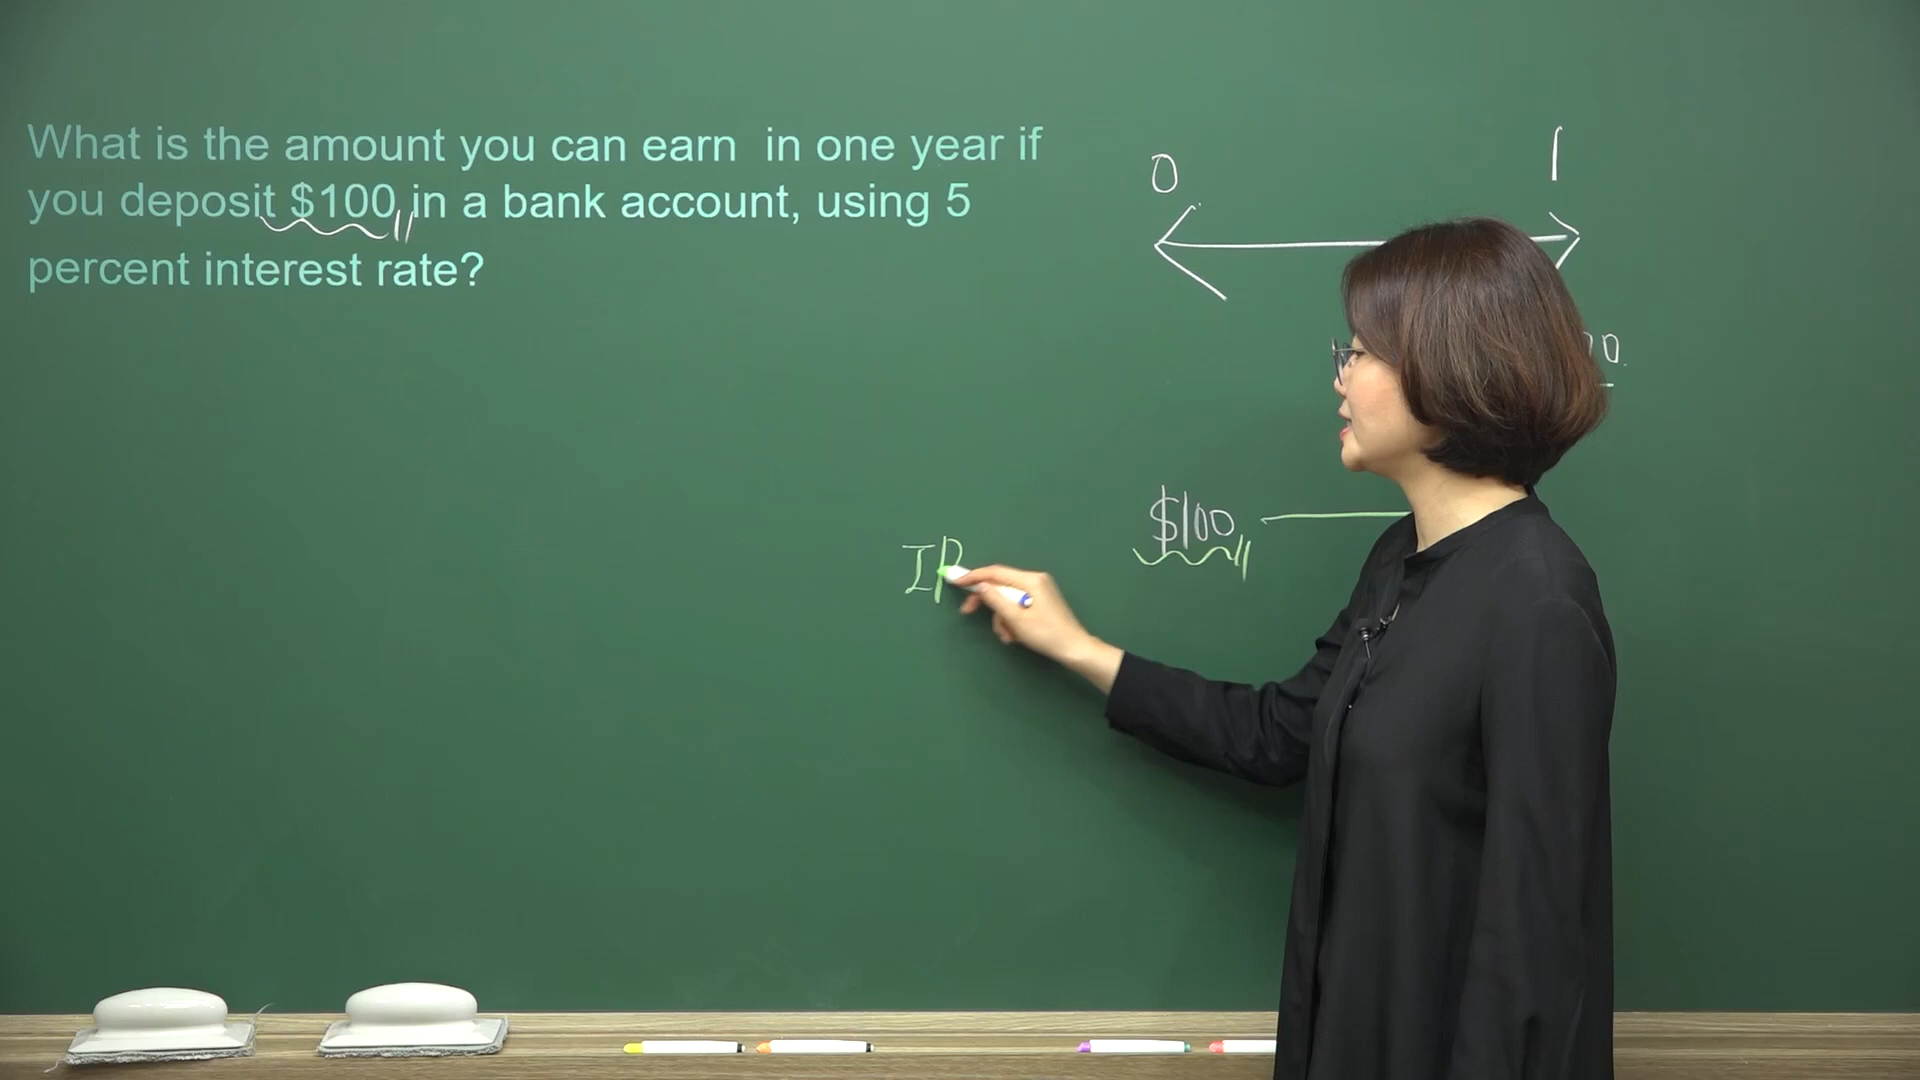 What is the amount you can earn in one year if
you deposit $100 in a bank account, using 5
percent interest rate?
0
1
$100
IR